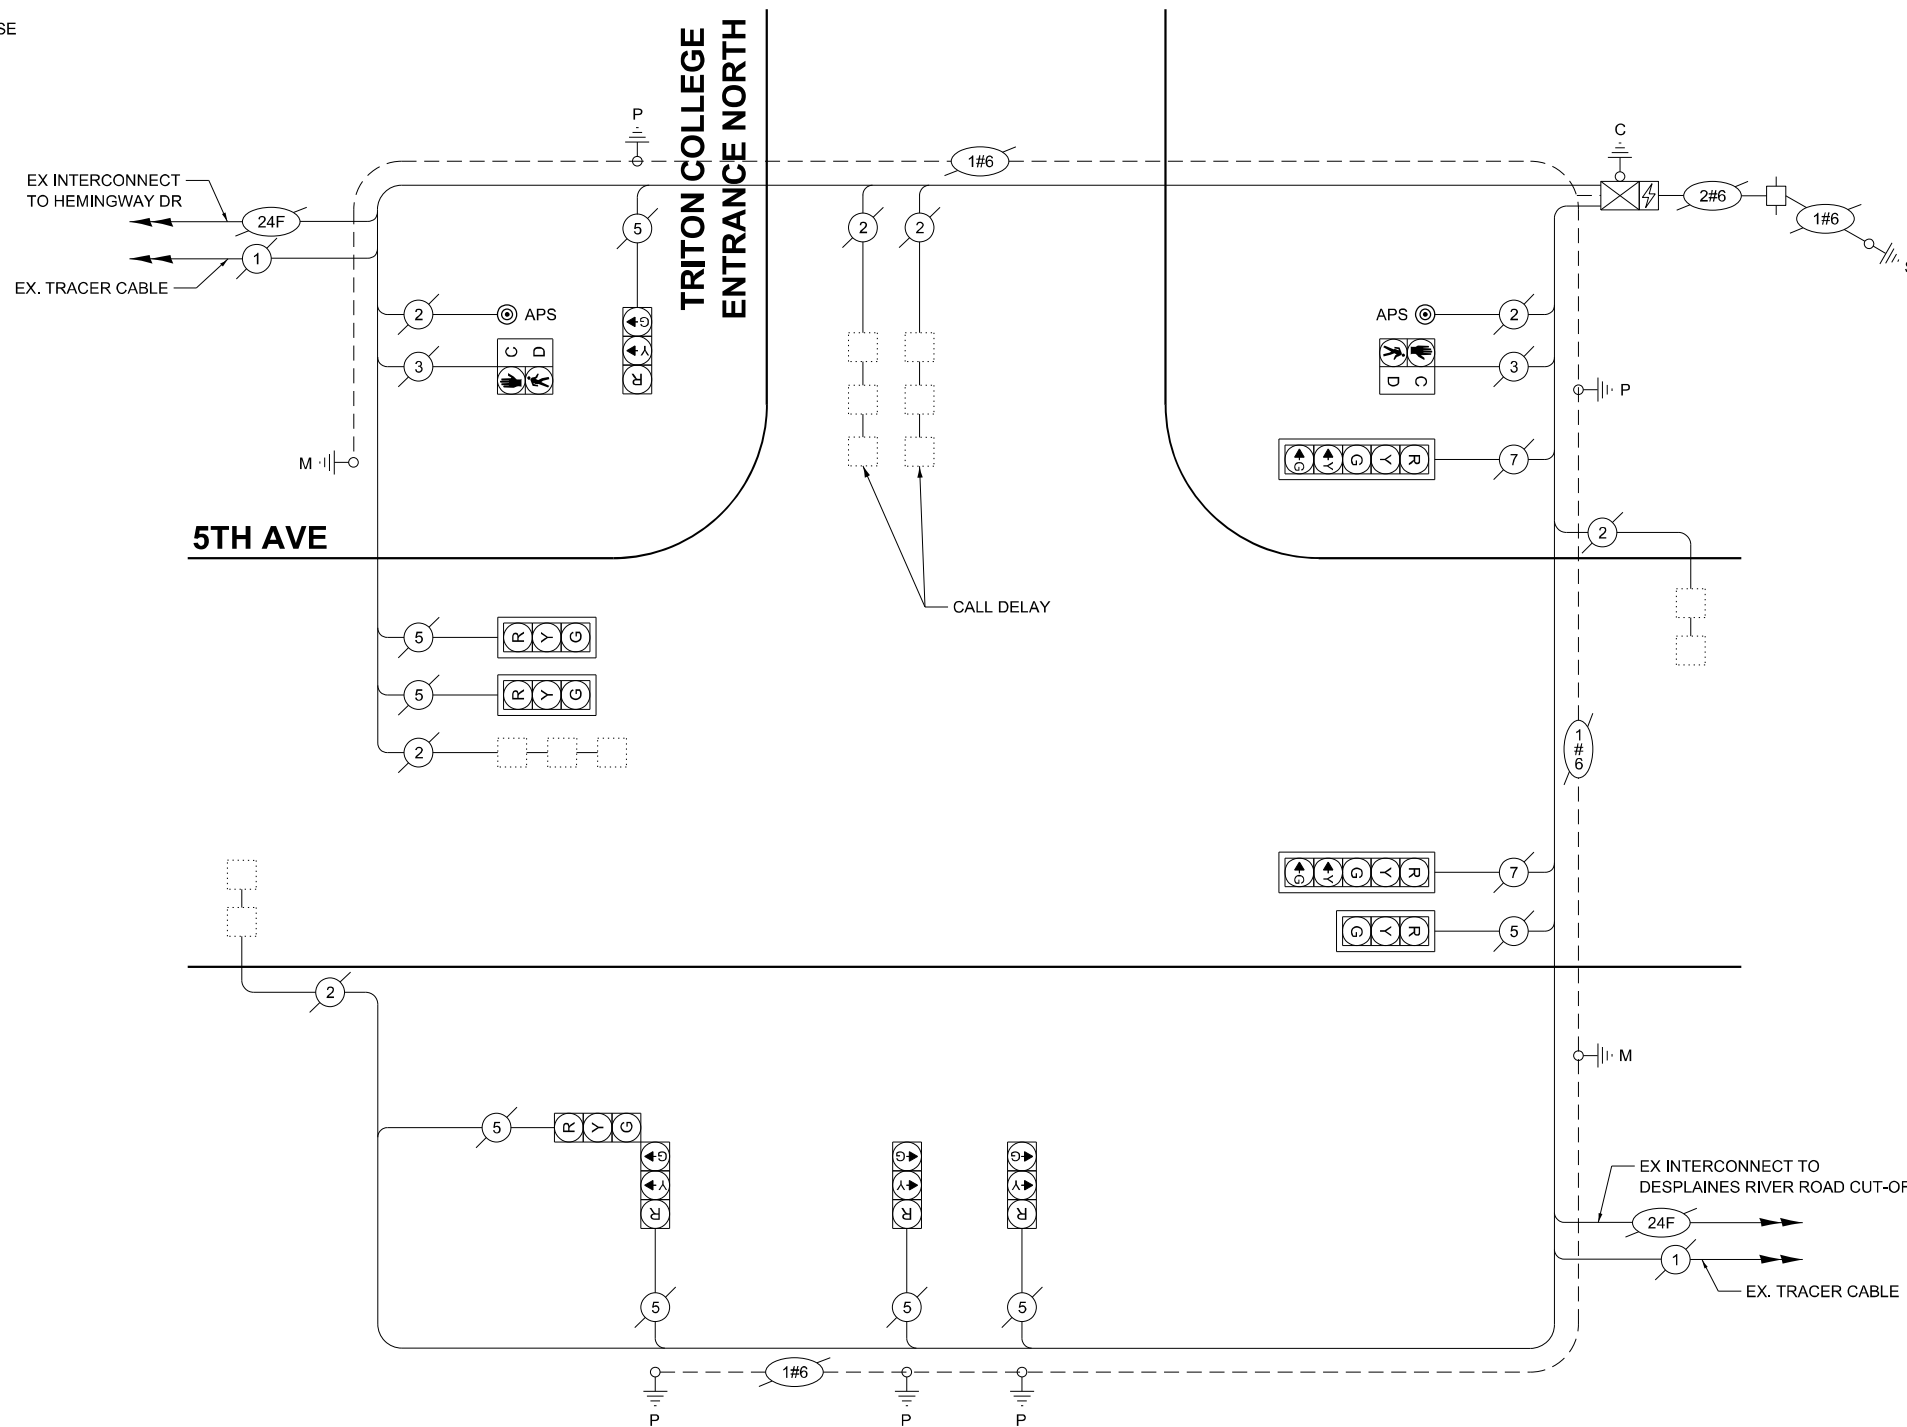 SE
TRITON COLLEGE
ENTRANCE NORTH
P
C
1#6
EX INTERCONNECT
TO HEMINGWAY DR
24F
1
EX. TRACER CABLE
5
2
2
2#6
1#6
S
2
APS
3
C D
G
Y
R
APS
2
3
D C
P
M
G Y G Y R
7
5TH AVE
2
CALL DELAY
5
R Y G
5
R Y G
2
1
#
6
G Y G Y R
7
G Y R
5
2
M
5
R Y G
G
Y
R
G
Y
R
G
Y
R
5
5
5
EX INTERCONNECT TO
DESPLAINES RIVER ROAD CUT-OF
24F
1
EX. TRACER CABLE
1#6
P
P
P